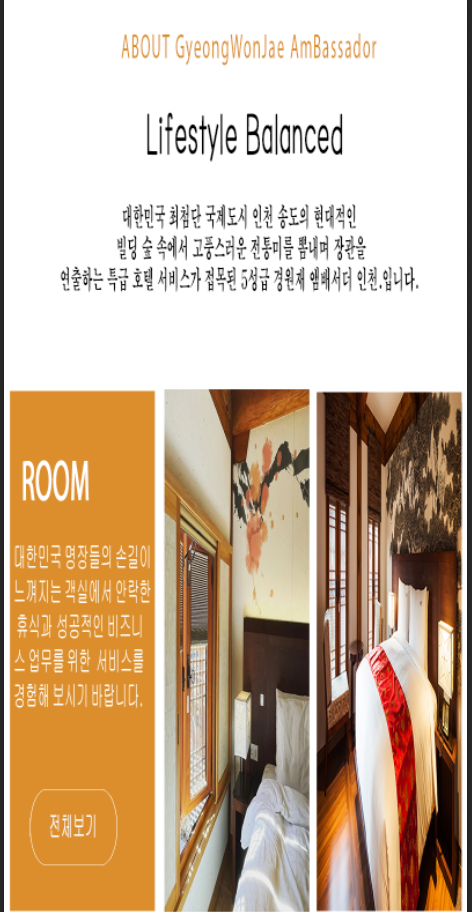 ABOUT GyeongWonJae AmBassador
Lifestyle Balanced
대한민국 최첨단 국제도시 인천 송도의 현대적인
빌딩 숲 속에서 고풍스러운 전통미를 뽐내며 장관을
연출하는 특급 호텔 서비스가 접목된 5성급 경원재 앰배서더 인천.입니다.
ROOM
대한민국 명장들의 손길이
느껴지는 객실에서 안락한
휴식과 성공적인 비즈니
스 업무를 위한 서비스를
경험해 보시기 바랍니다.
전체보기